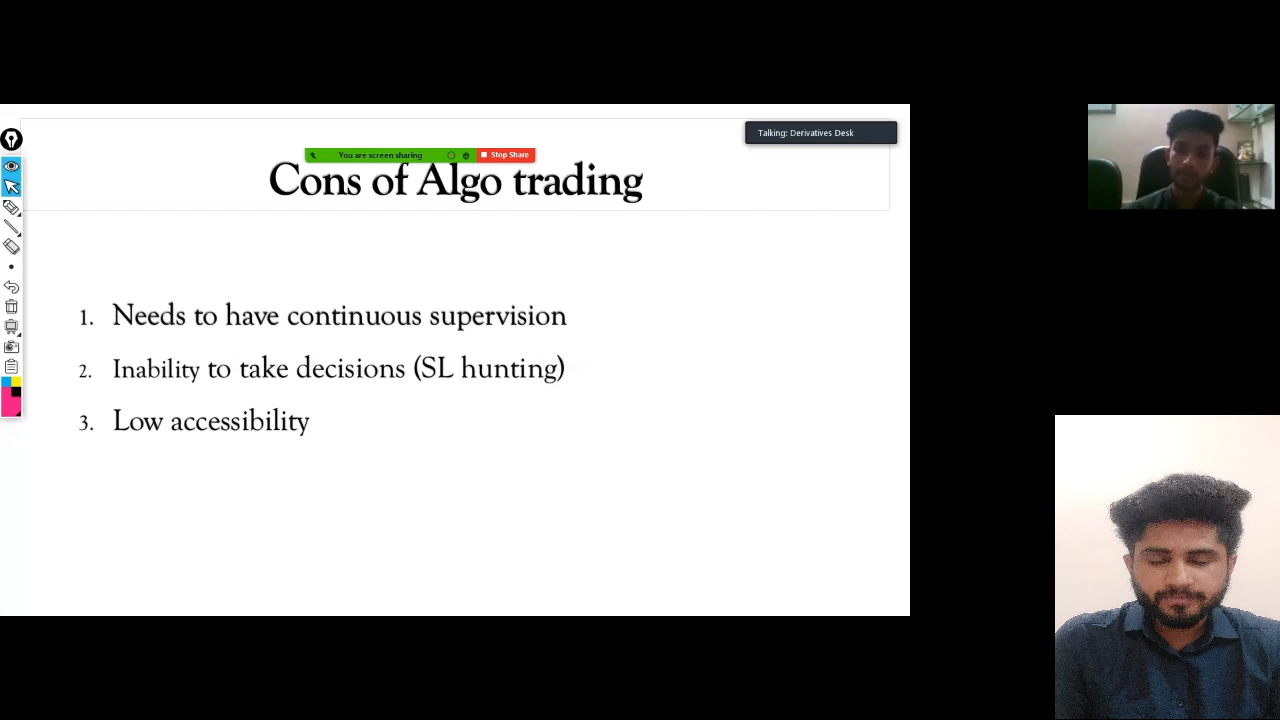 Talking: Derivatives Desk
You are screen sharing
Stop Share
Cons of Algo trading
1. Needs to have continuous supervision
2. Inability to take decisions (SL hunting)
3. Low accessibility